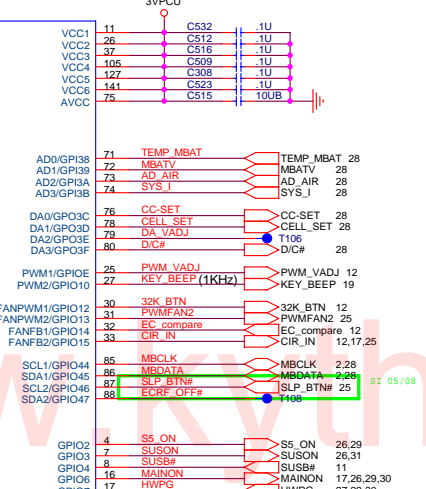 3VPCU
VCC1 11 C532 .1U
VCC2 26 C512 .1U
VCC3 37 C516 .1U
VCC4 105 C509 .1U
VCC5 127 C308 .1U
VCC6 141 C523 .1U
AVCC 75 C515 10UB
AD0/GPI38 71 TEMP_MBAT TEMP_MBAT 28
AD1/GPI39 72 MBATV MBATV 28
AD2/GPI3A 73 AD_AIR AD_AIR 28
AD3/GPI3B 74 SYS_I SYS_I 28
DA0/GPO3C 76 CC-SET CC-SET 28
DA1/GPO3D 78 CELL_SET CELL_SET 28
DA2/GPO3E 79 DA_VADJ T106
DA3/GPO3F 80 D/C# D/C# 28
PWM1/GPIOE 25 PWM_VADJ PWM_VADJ 12
PWM2/GPIO10 27 KEY_BEEP (1KHz) KEY_BEEP 19
FANPWM1/GPIO12 30 32K_BTN 32K_BTN 12
FANPWM2/GPIO13 31 PWMFAN2 PWMFAN2 25
FANFB1/GPIO14 32 EC_compare EC_compare 12
FANFB2/GPIO15 33 CIR_IN CIR_IN 12,17,25
SCL1/GPIO44 85 MBCLK MBCLK 2,28
SDA1/GPIO45 86 MBDATA MBDATA 2,28
SCL2/GPIO46 87 SLP_BTN# SLP_BTN# 25 SI 05/08
SDA2/GPIO47 88 ECRF_OFF# T108
GPIO2 4 S5_ON S5_ON 26,29
GPIO3 7 SUSON SUSON 26,31
GPIO4 8 SUSB# SUSB# 11
GPIO6 16 MAINON MAINON 17,26,29,30
17 HWPG HWPG
w.kyth